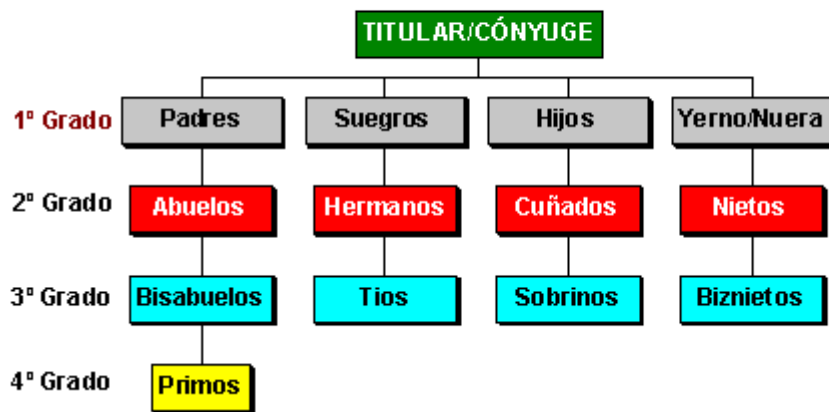 TITULAR/CÓNYUGE
1º Grado Padres Suegros Hijos Yerno/Nuera
2º Grado Abuelos Hermanos Cuñados Nietos
3º Grado Bisabuelos Tios Sobrinos Biznietos
4º Grado Primos